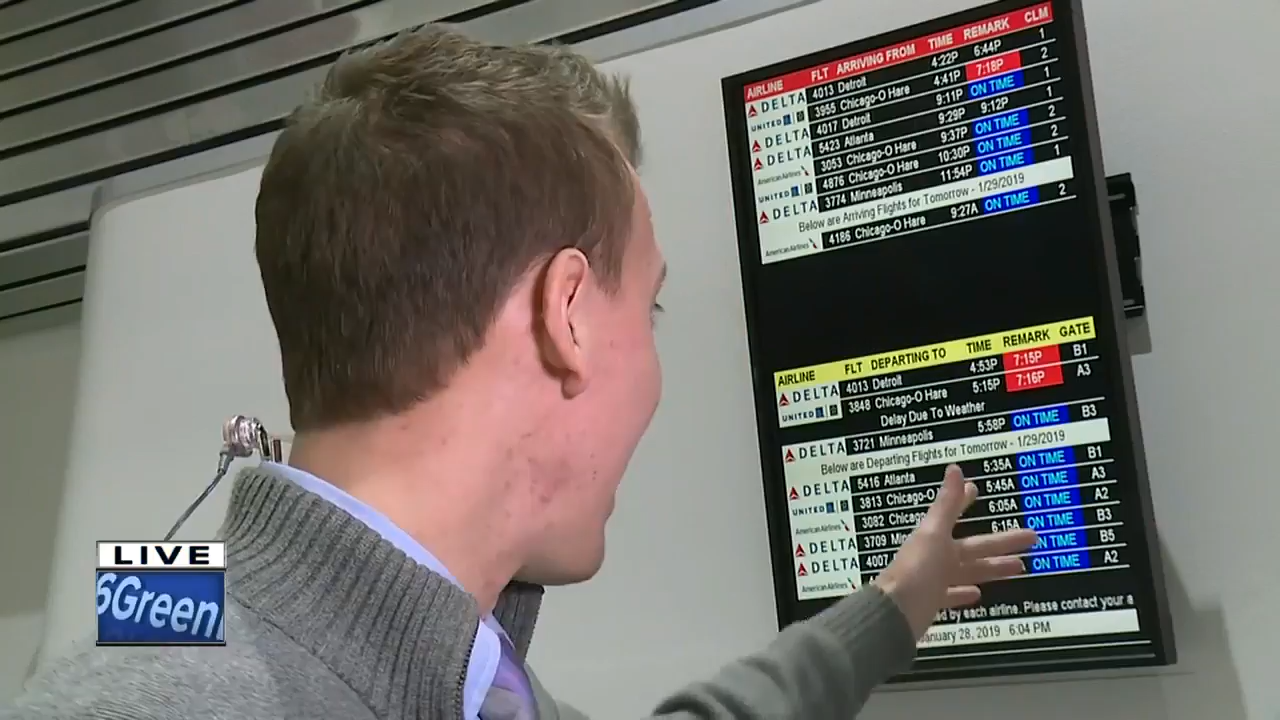 AIRLINE FLT ARRIVING FROM TIME REMARK CLM
DELTA 4013 Detroit 4:22P 6:44P 1
UNITED 3955 Chicago-O Hare 4:41P 7:18P 2
DELTA 4017 Detroit 9:11P ON TIME 1
DELTA 5423 Atlanta 9:29P 9:12P 1
American Airlines 3053 Chicago-O Hare 9:37P ON TIME 2
UNITED 4876 Chicago-O Hare 10:30P ON TIME 2
DELTA 3774 Minneapolis 11:54P ON TIME 1
Below are Arriving Flights for Tomorrow - 1/29/2019
American Airlines 4186 Chicago-O Hare 9:27A ON TIME 2
AIRLINE FLT DEPARTING TO TIME REMARK GATE
DELTA 4013 Detroit 4:53P 7:15P B1
UNITED 3848 Chicago-O Hare 5:15P 7:16P A3
Delay Due To Weather
DELTA 3721 Minneapolis 5:58P ON TIME B3
Below are Departing Flights for Tomorrow - 1/29/2019
DELTA 5416 Atlanta 5:35A ON TIME B1
UNITED 3813 Chicago-O 5:45A ON TIME A3
American Airlines 3082 Chicago 6:05A ON TIME A2
DELTA 3709 6:15A ON TIME B3
DELTA 4007 ON TIME B5
American Airlines ON TIME A2
by each airline. Please contact your a
January 28, 2019 6:04 PM
LIVE
6Green